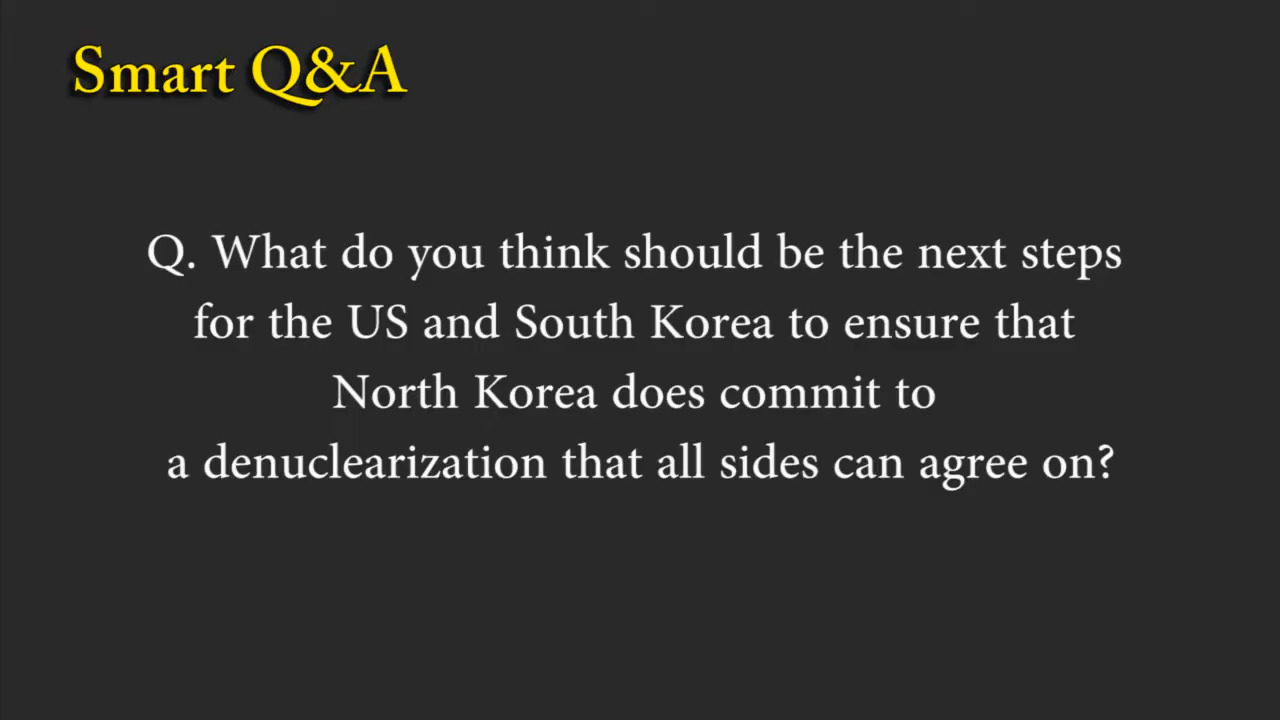 Smart Q&A
Q. What do you think should be the next steps
for the US and South Korea to ensure that
North Korea does commit to
a denuclearization that all sides can agree on?